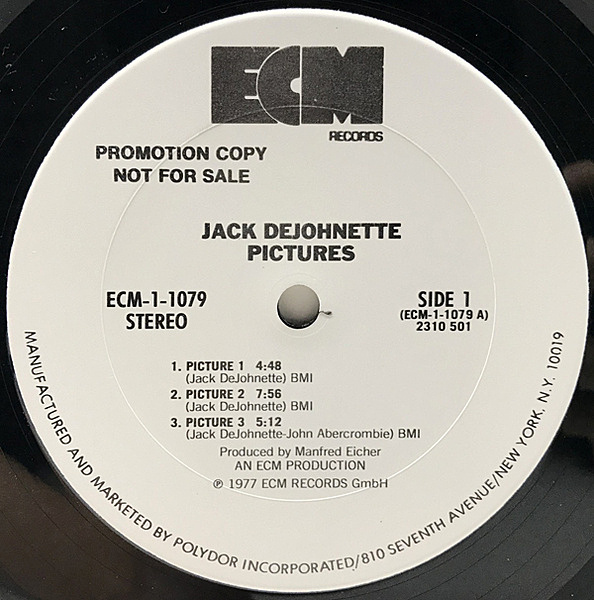 ECM
RECORDS
PROMOTION COPY
NOT FOR SALE
JACK DEJOHNETTE
PICTURES
ECM-1-1079
STEREO
SIDE 1
(ECM-1-1079 A)
2310 501
1. PICTURE 1 4:48
(Jack DeJohnette) BMI
2. PICTURE 2 7:56
(Jack DeJohnette) BMI
3. PICTURE 3 5:12
(Jack DeJohnette-John Abercrombie) BMI
Produced by Manfred Eicher
AN ECM PRODUCTION
℗ 1977 ECM RECORDS GmbH
MANUFACTURED AND MARKETED BY POLYDOR INCORPORATED/810 SEVENTH AVENUE/NEW YORK. N.Y. 10019